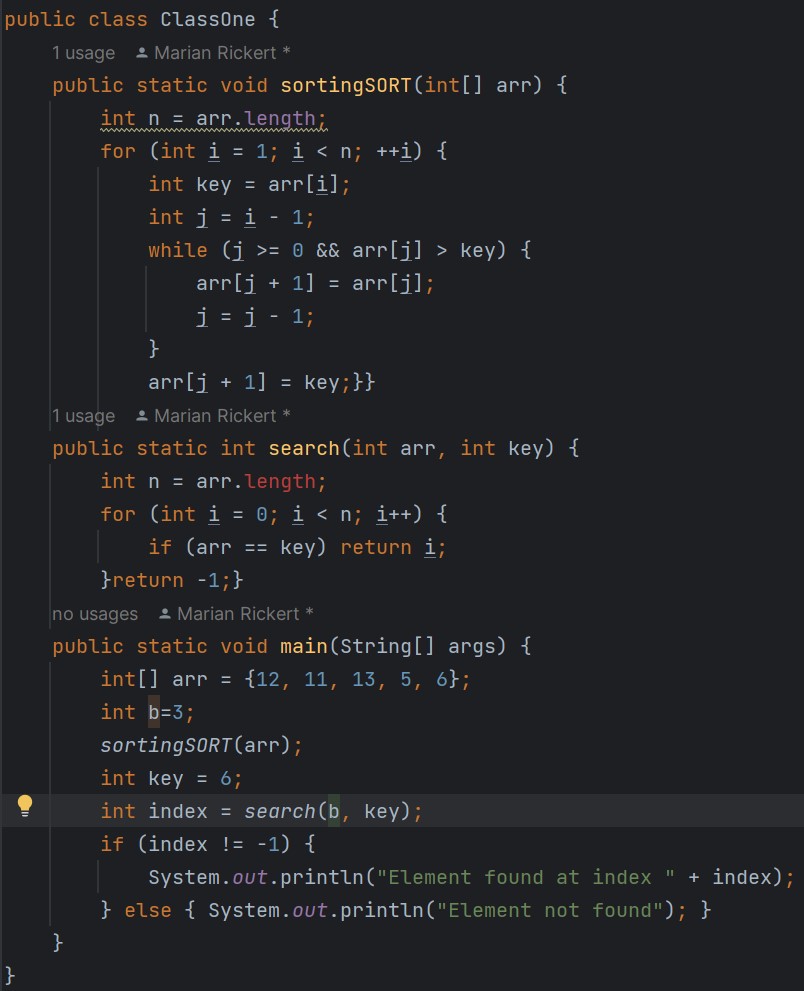 public class ClassOne {
1 usage Marian Rickert *
public static void sortingSORT(int[] arr) {
int n = arr.length;
for (int i = 1; i < n; ++i) {
int key = arr[i];
int j = i - 1;
while (j >= 0 && arr[j] > key) {
arr[j + 1] = arr[j];
j = j - 1;
}
arr[j + 1] = key;}}
1 usage Marian Rickert *
public static int search(int arr, int key) {
int n = arr.length;
for (int i = 0; i < n; i++) {
if (arr == key) return i;
}return -1;}
no usages Marian Rickert *
public static void main(String[] args) {
int[] arr = {12, 11, 13, 5, 6};
int b=3;
sortingSORT(arr);
int key = 6;
int index = search(b, key);
if (index != -1) {
System.out.println("Element found at index " + index);
} else { System.out.println("Element not found"); }
}
}